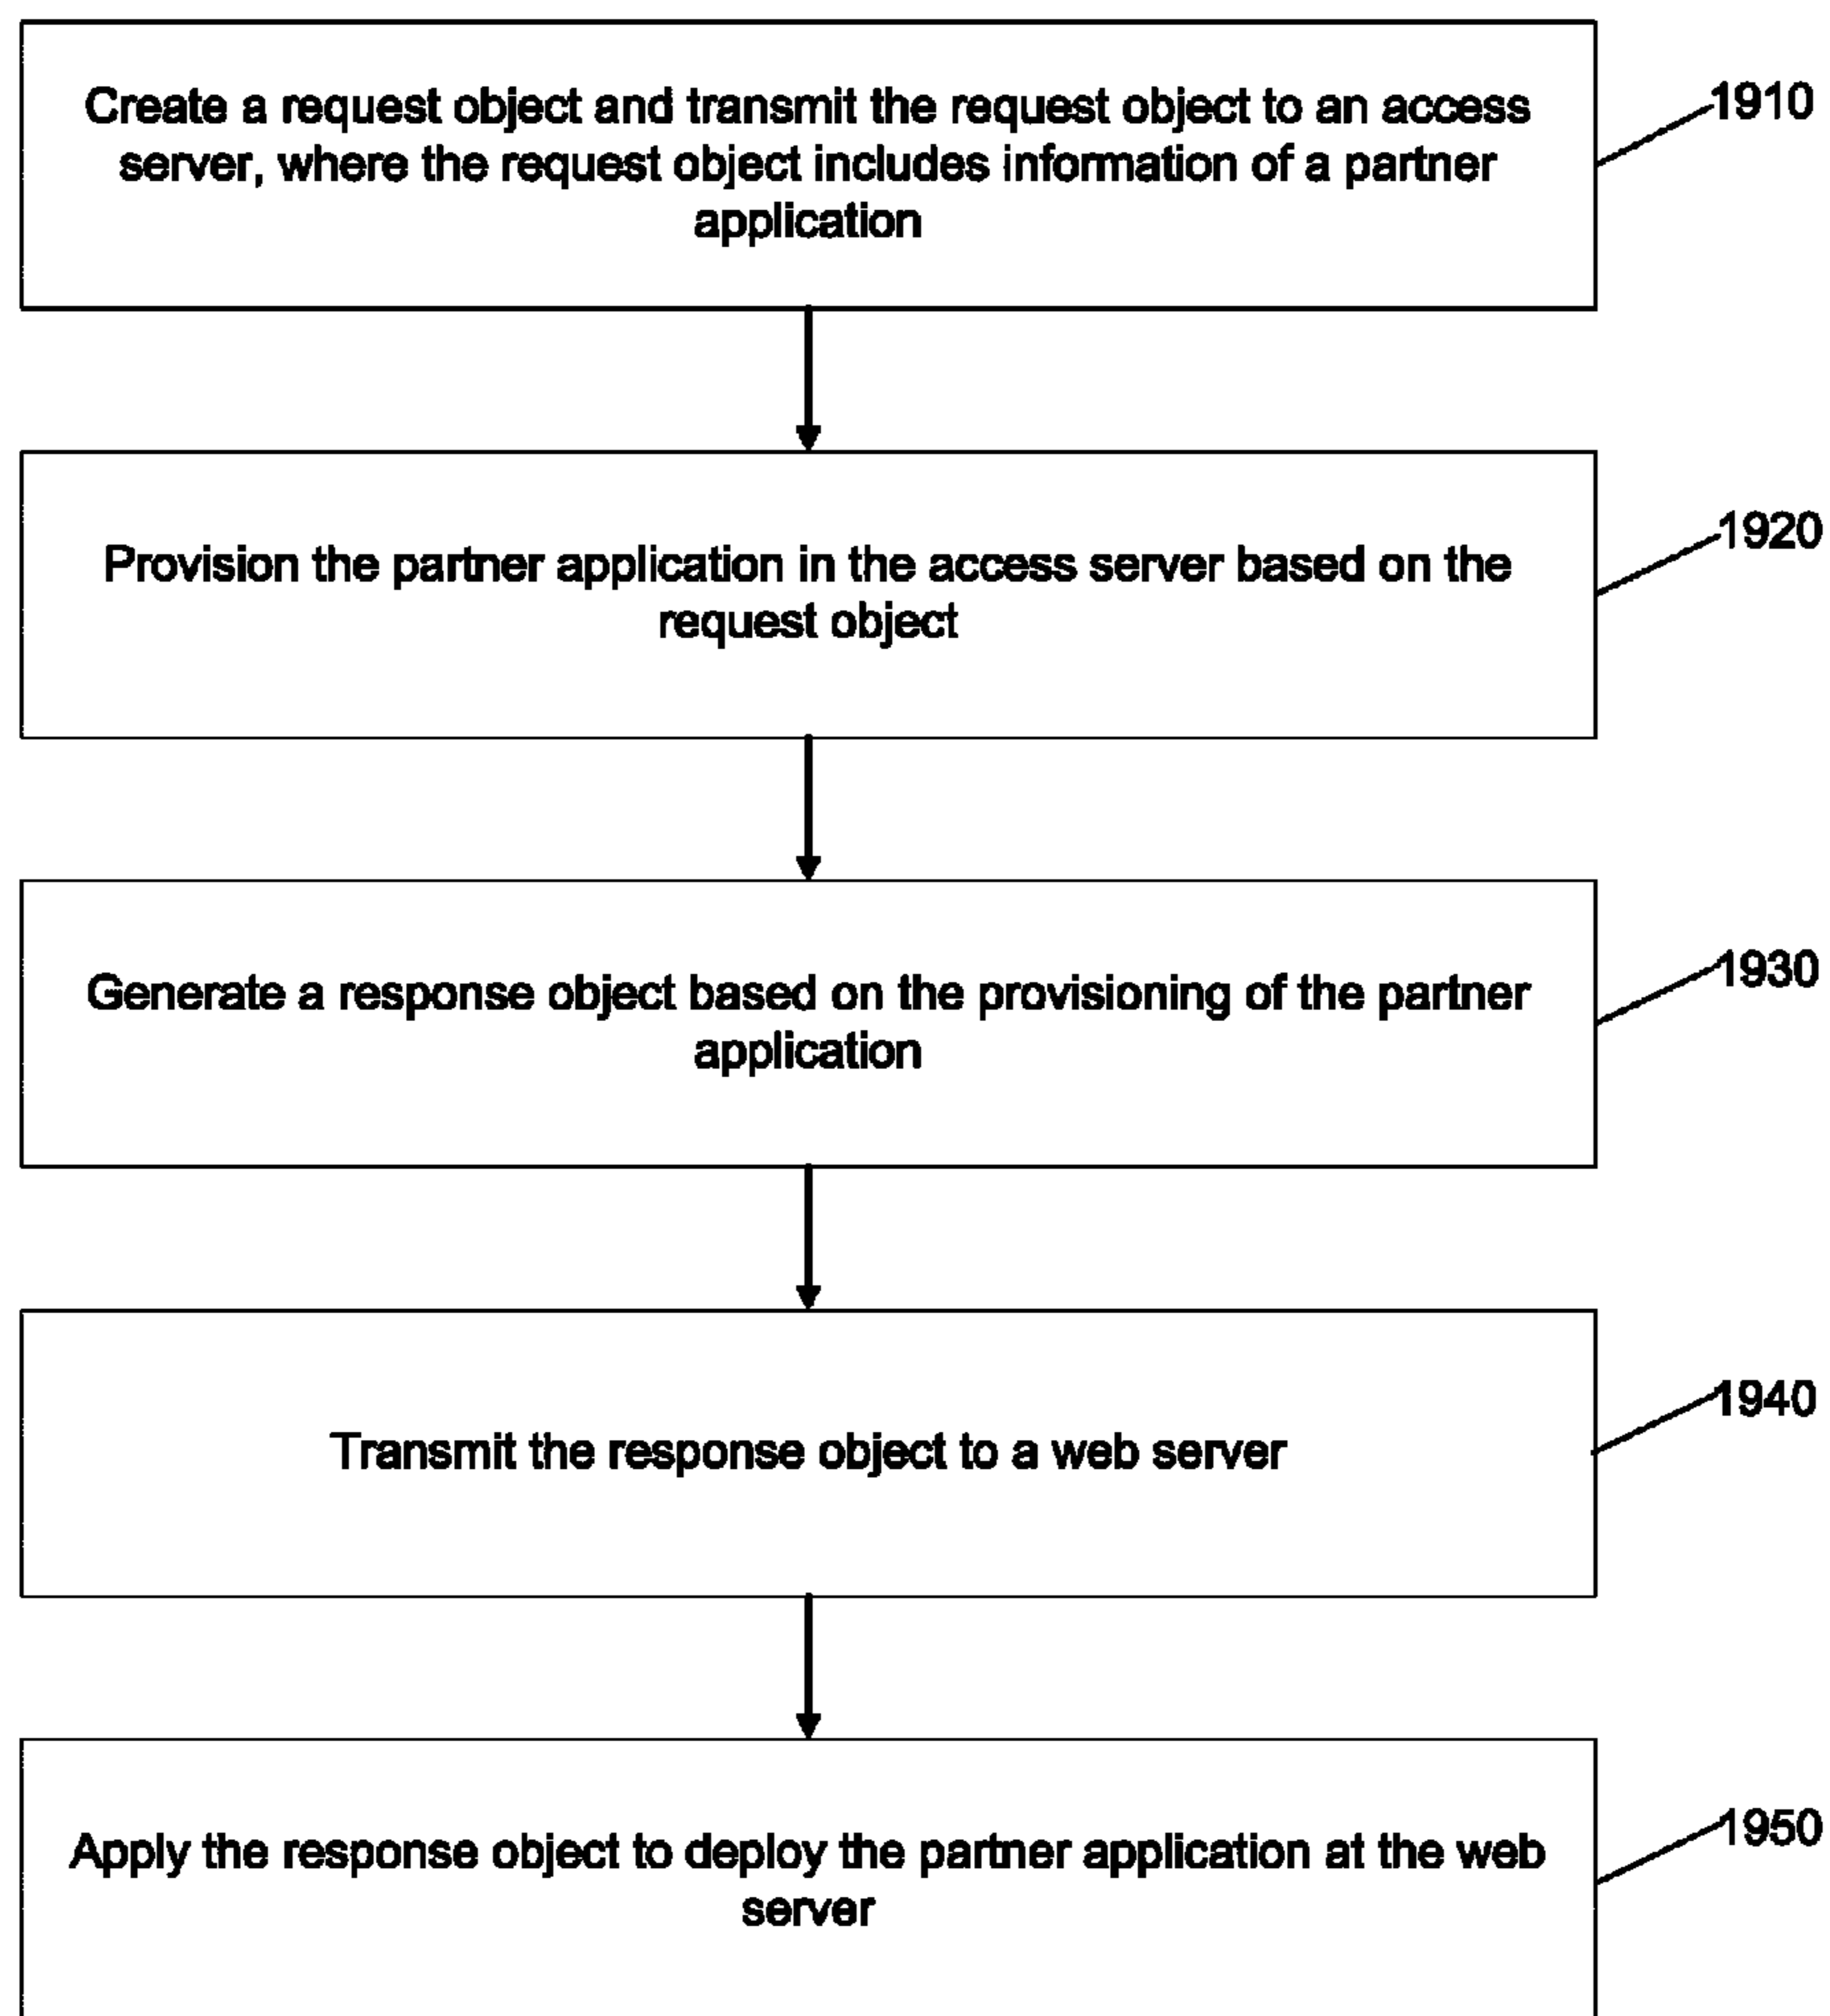 Create a request object and transmit the request object to an access
server, where the request object includes information of a partner
application
1910
Provision the partner application in the access server based on the
request object
1920
Generate a response object based on the provisioning of the partner
application
1930
Transmit the response object to a web server
1940
Apply the response object to deploy the partner application at the web
server
1950